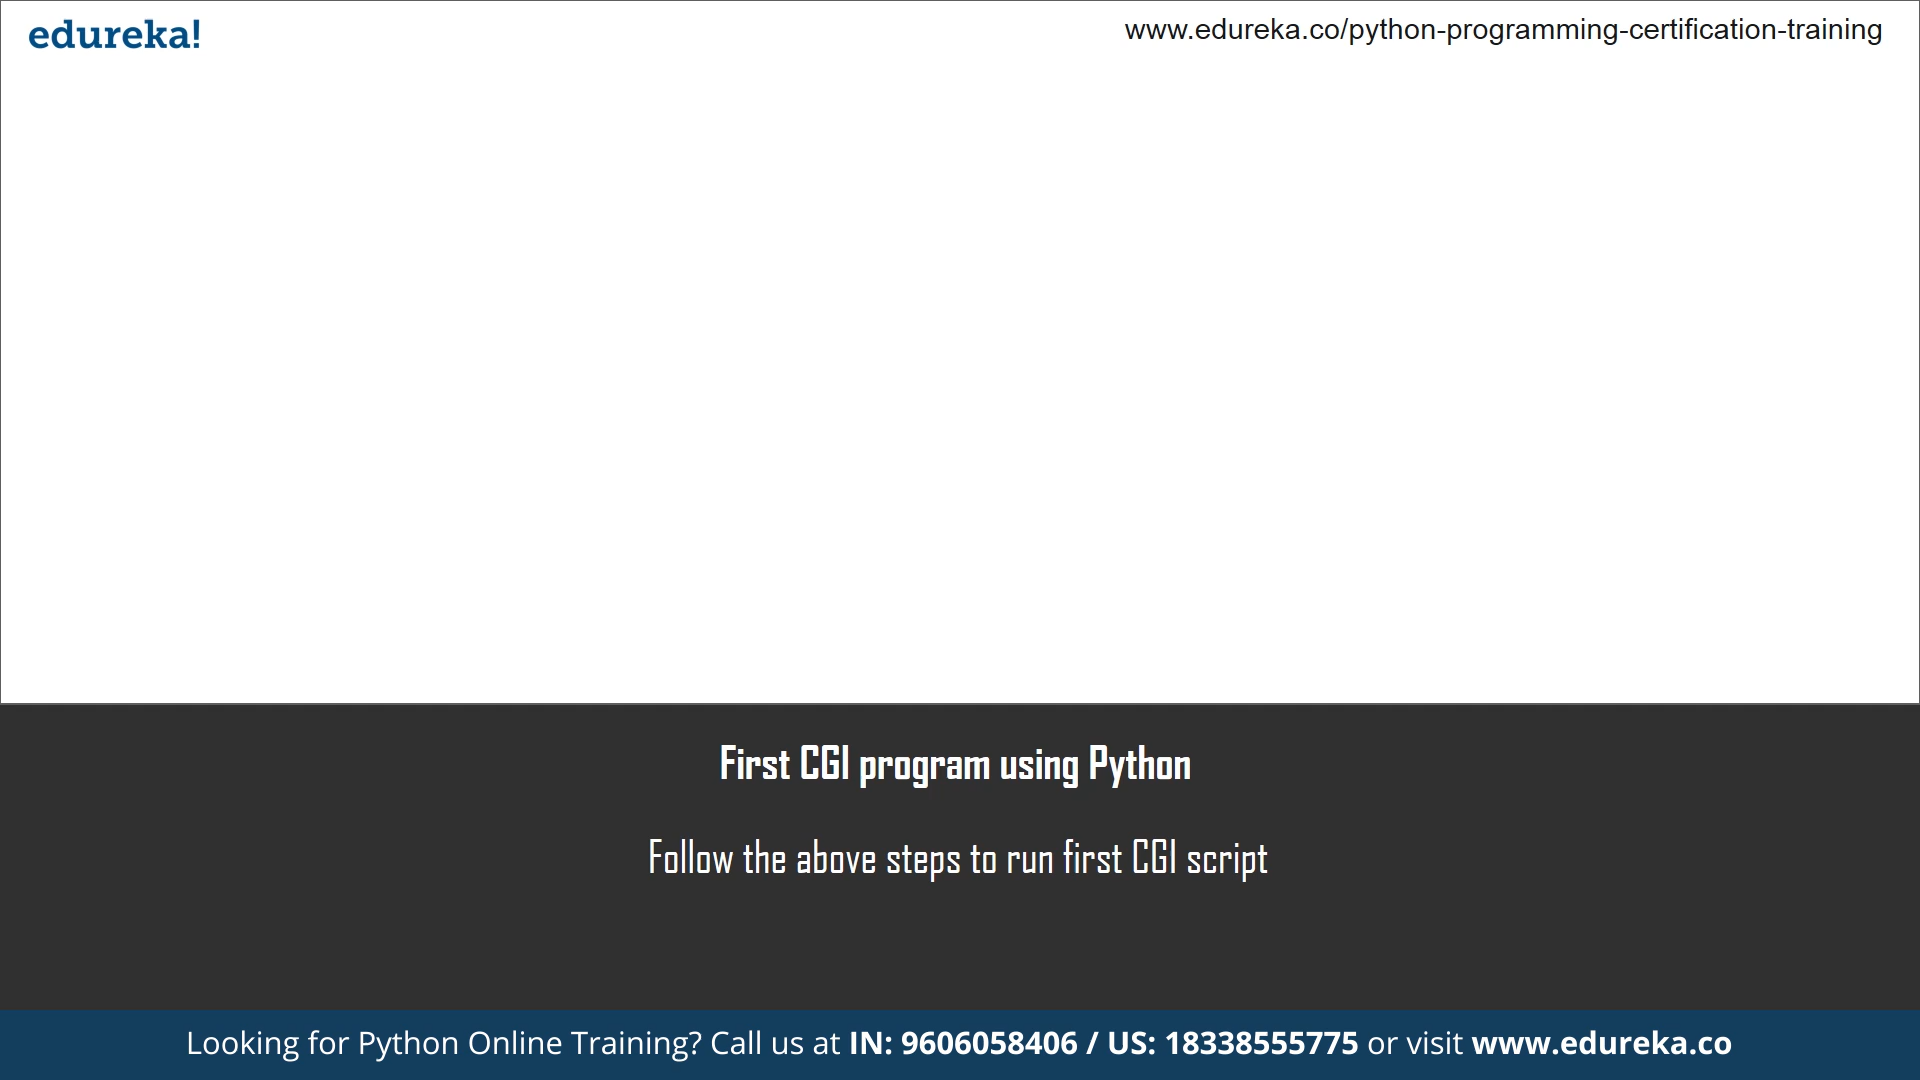 edureka!
www.edureka.co/python-programming-certification-training
First CGI program using Python
Follow the above steps to run first CGI script
Looking for Python Online Training? Call us at IN: 9606058406 / US: 18338555775 or visit www.edureka.co